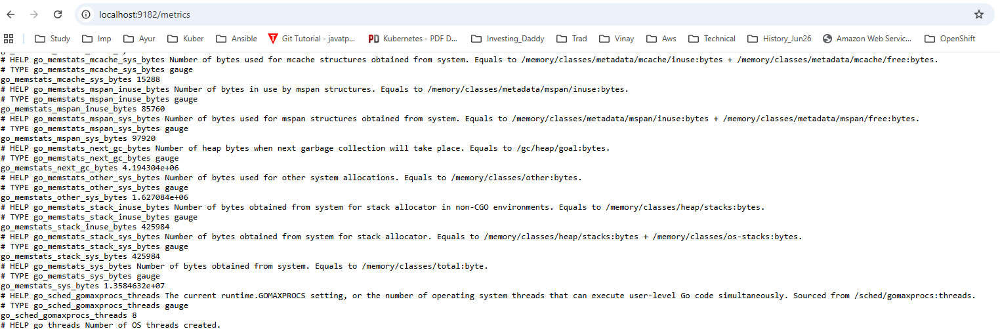 localhost:9182/metrics
Study
Imp
Ayur
Kuber
Ansible
Git Tutorial - javatp...
PD
Kubernetes - PDF D...
Investing_Daddy
Trad
Vinay
Aws
Technical
History_Jun26
Amazon Web Servic...
OpenShift
# HELP go_memstats_mcache_sys_bytes Number of bytes used for mcache structures obtained from system. Equals to /memory/classes/metadata/mcache/inuse:bytes + /memory/classes/metadata/mcache/free:bytes.
# TYPE go_memstats_mcache_sys_bytes gauge
go_memstats_mcache_sys_bytes 15288
# HELP go_memstats_mspan_inuse_bytes Number of bytes in use by mspan structures. Equals to /memory/classes/metadata/mspan/inuse:bytes.
# TYPE go_memstats_mspan_inuse_bytes gauge
go_memstats_mspan_inuse_bytes 85760
# HELP go_memstats_mspan_sys_bytes Number of bytes used for mspan structures obtained from system. Equals to /memory/classes/metadata/mspan/inuse:bytes + /memory/classes/metadata/mspan/free:bytes.
# TYPE go_memstats_mspan_sys_bytes gauge
go_memstats_mspan_sys_bytes 97920
# HELP go_memstats_next_gc_bytes Number of heap bytes when next garbage collection will take place. Equals to /gc/heap/goal:bytes.
# TYPE go_memstats_next_gc_bytes gauge
go_memstats_next_gc_bytes 4.194304e+06
# HELP go_memstats_other_sys_bytes Number of bytes used for other system allocations. Equals to /memory/classes/other:bytes.
# TYPE go_memstats_other_sys_bytes gauge
go_memstats_other_sys_bytes 1.627084e+06
# HELP go_memstats_stack_inuse_bytes Number of bytes obtained from system for stack allocator in non-CGO environments. Equals to /memory/classes/heap/stacks:bytes.
# TYPE go_memstats_stack_inuse_bytes gauge
go_memstats_stack_inuse_bytes 425984
# HELP go_memstats_stack_sys_bytes Number of bytes obtained from system for stack allocator. Equals to /memory/classes/heap/stacks:bytes + /memory/classes/os-stacks:bytes.
# TYPE go_memstats_stack_sys_bytes gauge
go_memstats_stack_sys_bytes 425984
# HELP go_memstats_sys_bytes Number of bytes obtained from system. Equals to /memory/classes/total:byte.
# TYPE go_memstats_sys_bytes gauge
go_memstats_sys_bytes 1.3584632e+07
# HELP go_sched_gomaxprocs_threads The current runtime.GOMAXPROCS setting, or the number of operating system threads that can execute user-level Go code simultaneously. Sourced from /sched/gomaxprocs:threads.
# TYPE go_sched_gomaxprocs_threads gauge
go_sched_gomaxprocs_threads 8
# HELP go_threads Number of OS threads created.